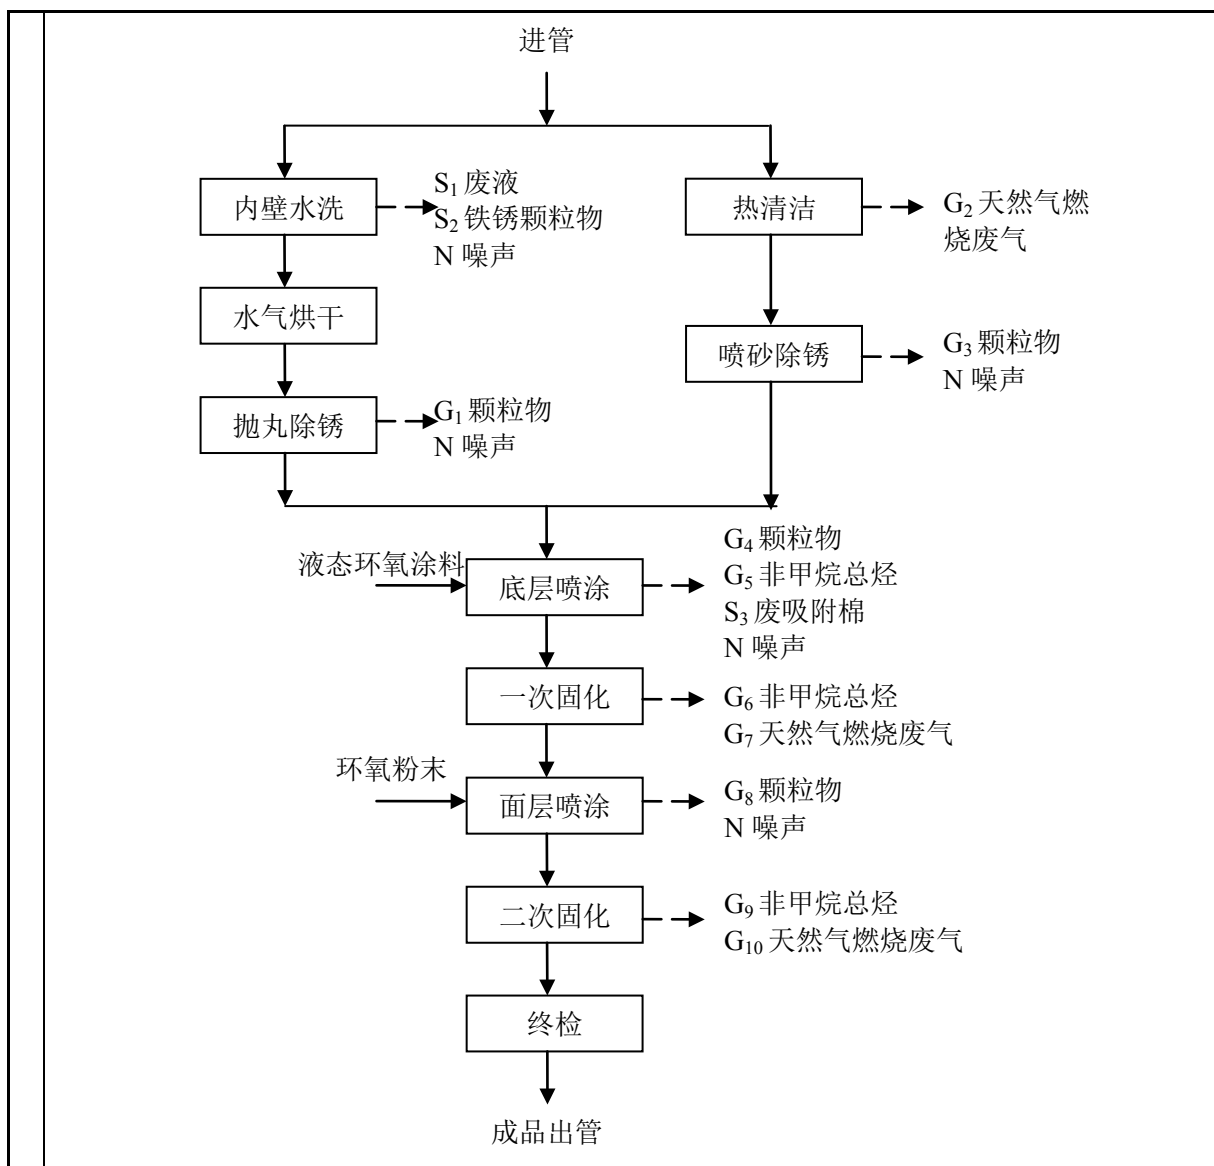 进管
内壁水洗
S₁ 废液
S₂ 铁锈颗粒物
N 噪声
热清洁
G₂ 天然气燃
烧废气
水气烘干
喷砂除锈
G₃ 颗粒物
N 噪声
抛丸除锈
G₁ 颗粒物
N 噪声
液态环氧涂料
底层喷涂
G₄ 颗粒物
G₅ 非甲烷总烃
S₃ 废吸附棉
N 噪声
一次固化
G₆ 非甲烷总烃
G₇ 天然气燃烧废气
环氧粉末
面层喷涂
G₈ 颗粒物
N 噪声
二次固化
G₉ 非甲烷总烃
G₁₀ 天然气燃烧废气
终检
成品出管